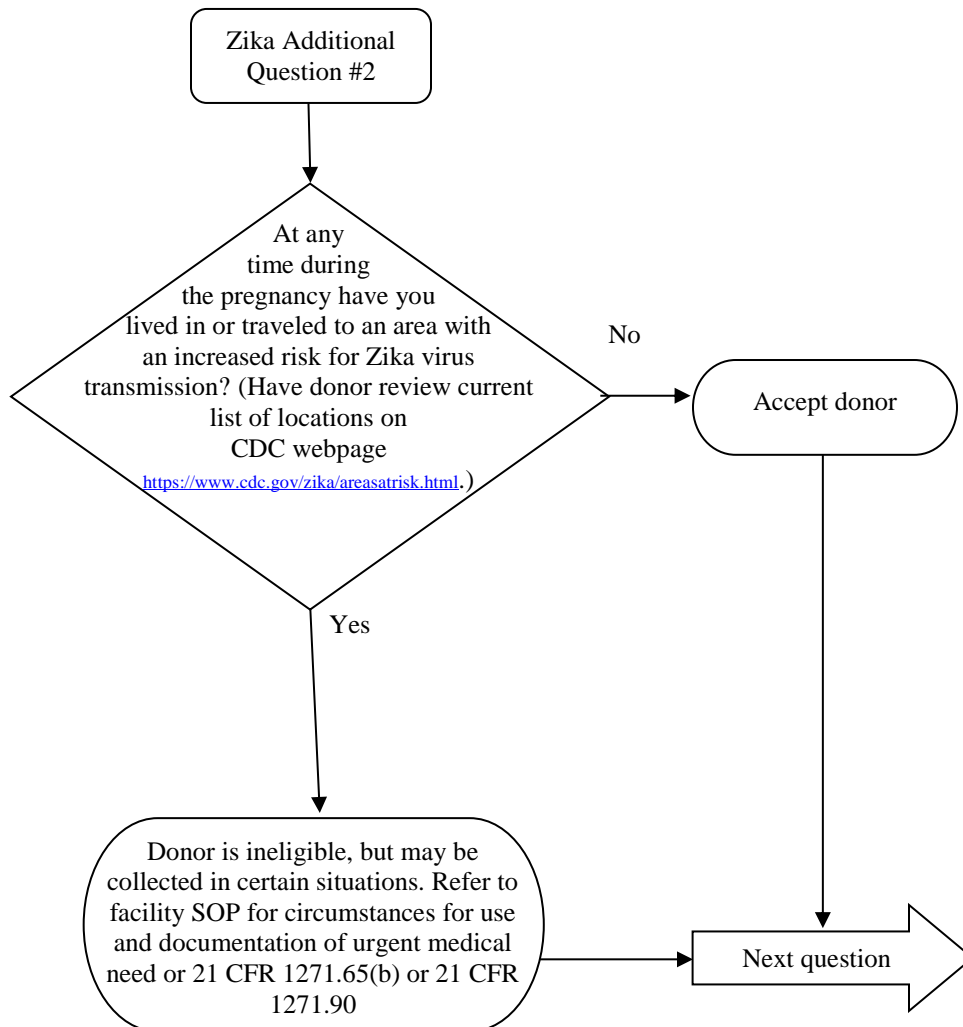 Zika Additional
Question #2
At any
time during
the pregnancy have you
lived in or traveled to an area with
an increased risk for Zika virus
transmission? (Have donor review current
list of locations on
CDC webpage
https://www.cdc.gov/zika/areasatrisk.html.)
No
Accept donor
Yes
Donor is ineligible, but may be
collected in certain situations. Refer to
facility SOP for circumstances for use
and documentation of urgent medical
need or 21 CFR 1271.65(b) or 21 CFR
1271.90
Next question